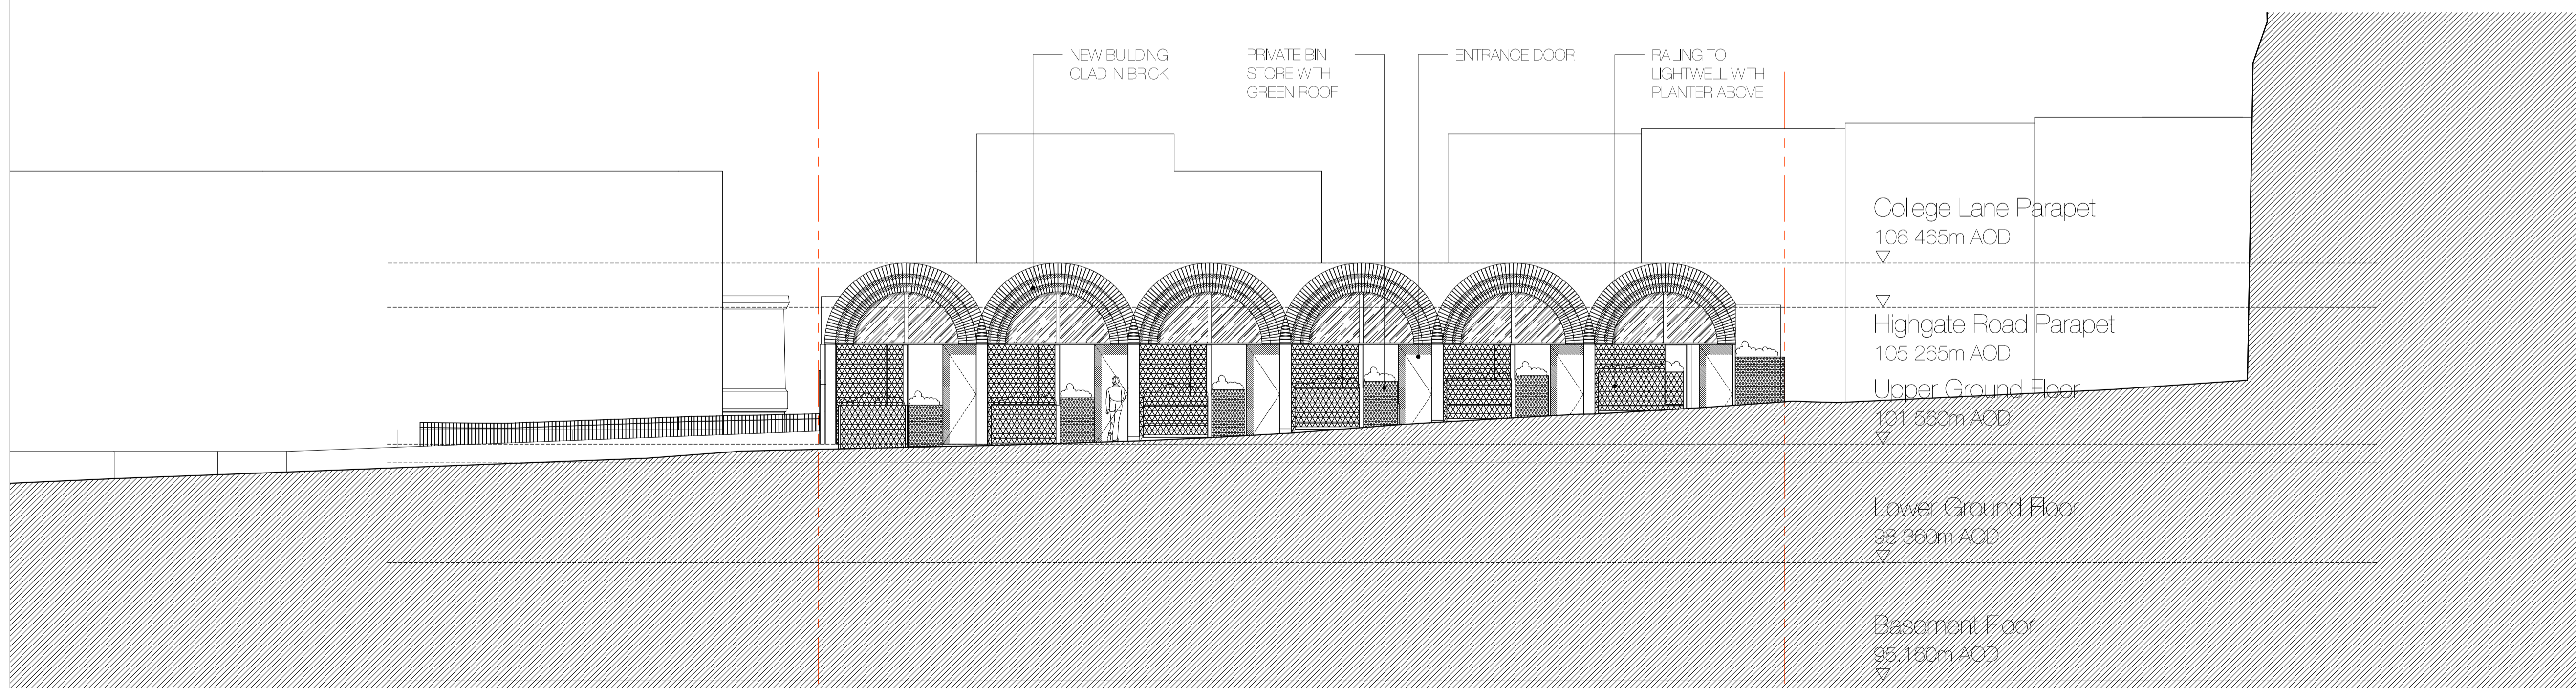 NEW BUILDING
CLAD IN BRICK
PRIVATE BIN
STORE WITH
GREEN ROOF
ENTRANCE DOOR
RAILING TO
LIGHTWELL WITH
PLANTER ABOVE
College Lane Parapet
106.465m AOD
Highgate Road Parapet
105.265m AOD
Upper Ground Floor
101.560m AOD
Lower Ground Floor
98.360m AOD
Basement Floor
95.160m AOD